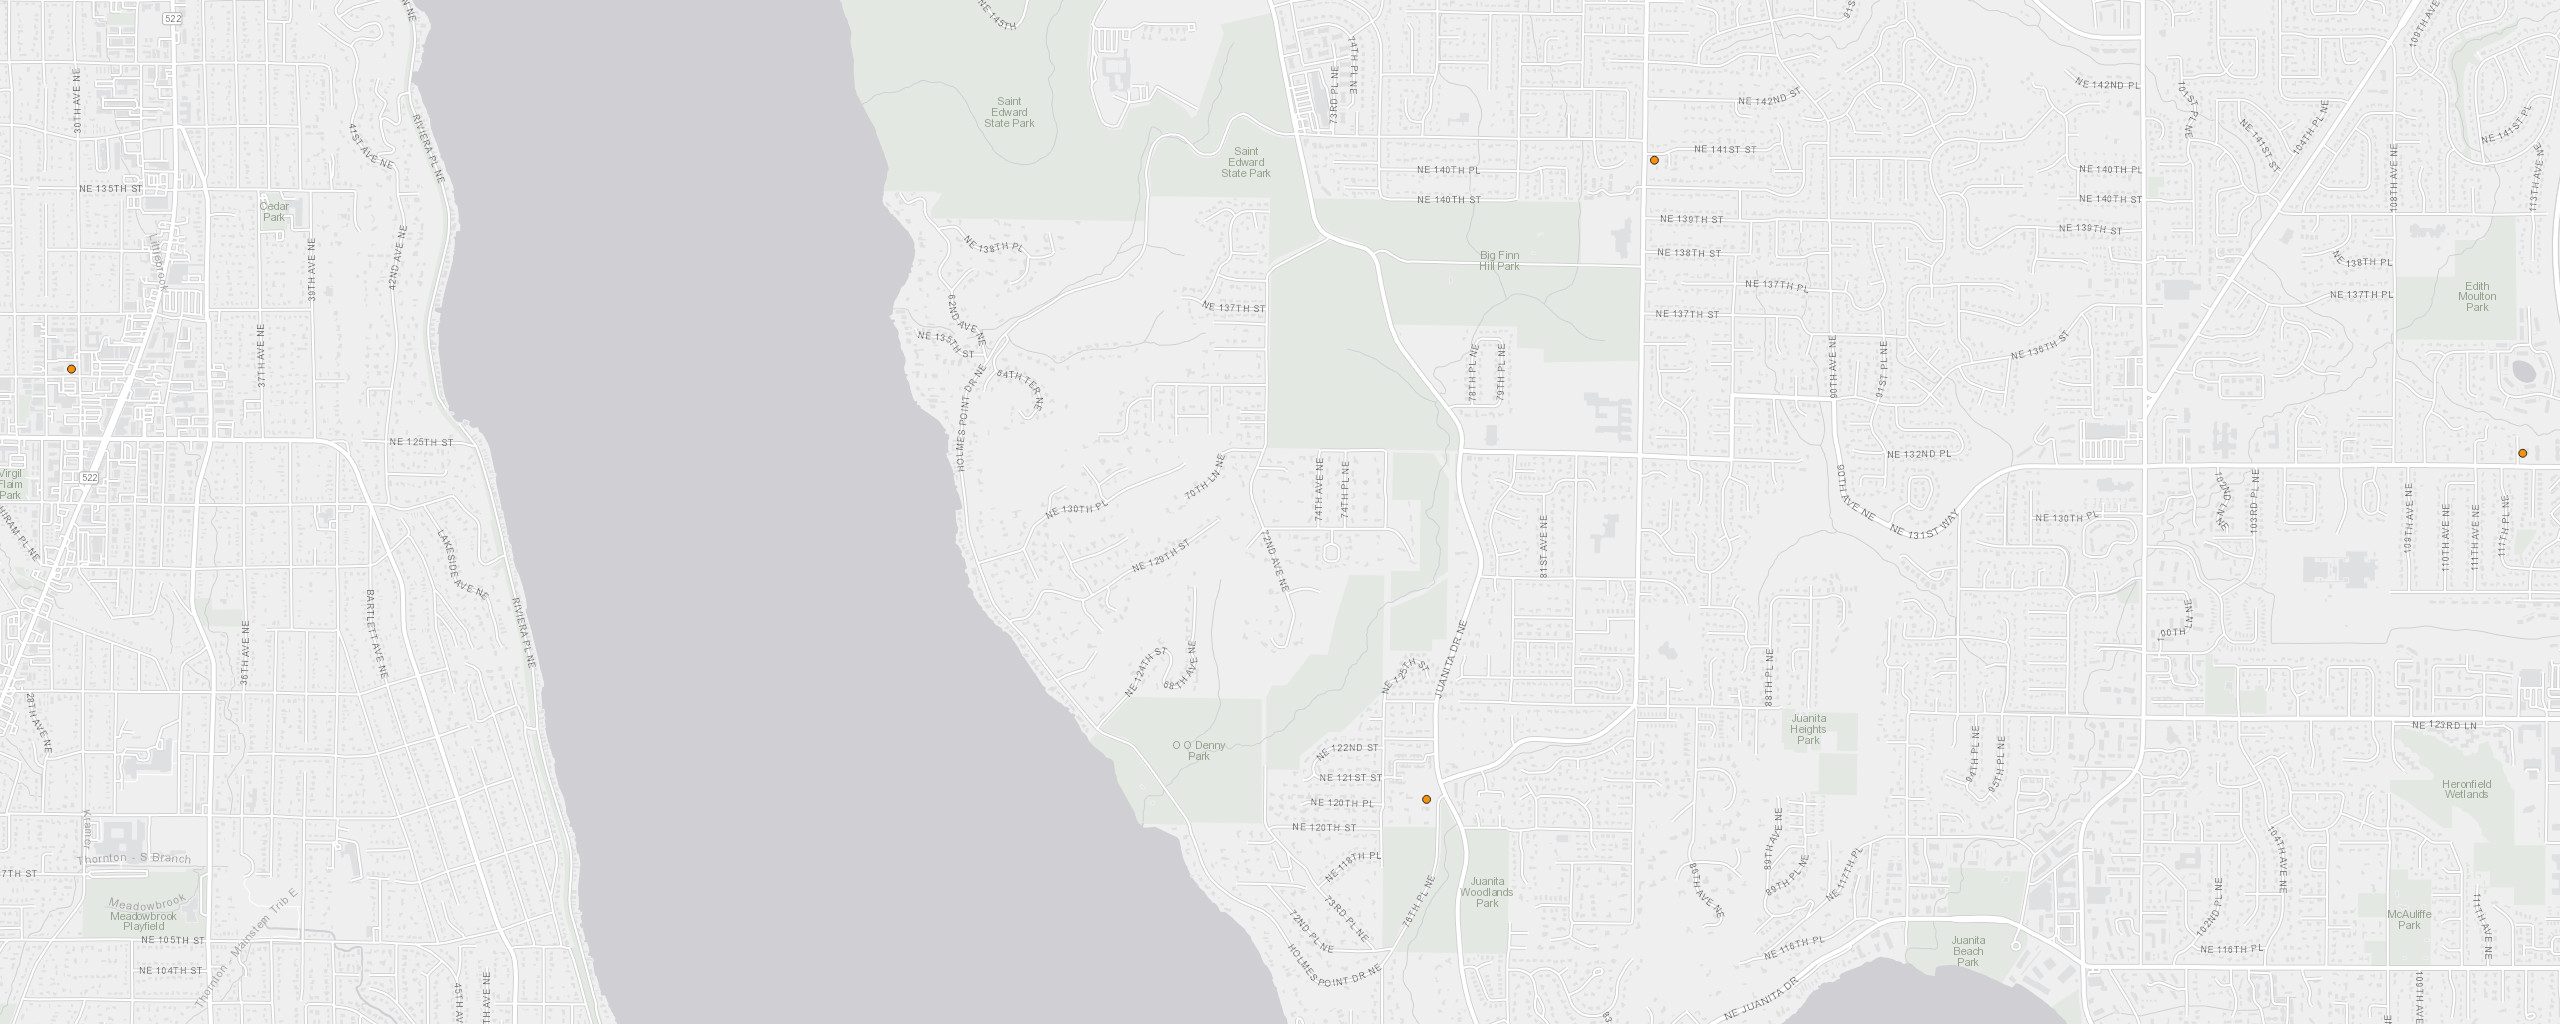 522
30TH AVE NE
41ST AVE NE
RIVIERA PL NE
NE 135TH ST
Cedar
Park
Littlebrook
39TH AVE NE
42ND AVE NE
37TH AVE NE
NE 125TH ST
Virgil
Flaim
Park
522
HIRAM PL NE
LAKESIDE AVE NE
BARTLETT AVE NE
RIVIERA PL NE
36TH AVE NE
28TH AVE NE
Kramer
Thornton - S Branch
7TH ST
Meadowbrook
Meadowbrook
Playfield
Thornton - Mainstem Trib E
NE 105TH ST
NE 104TH ST
45TH AV
TH AVE NE
NE 145TH
Saint
Edward
State Park
Saint
Edward
State Park
74TH PL NE
73RD PL NE
NE 140TH PL
NE 140TH ST
NE 138TH PL
62ND AVE NE
NE 137TH ST
NE 135TH ST
64TH TER NE
HOLMES POINT DR NE
Big Finn
Hill Park
78TH PL NE
79TH PL NE
70TH LN NE
NE 130TH PL
74TH AVE NE
74TH PL NE
NE 129TH ST
72ND AVE NE
81ST AVE NE
NE 124TH ST
68TH AVE NE
NE 125TH ST
JUANITA DR NE
O O Denny
Park
NE 122ND ST
NE 121ST ST
NE 120TH PL
NE 120TH ST
NE 118TH PL
73RD PL NE
72ND PL NE
76TH PL NE
HOLMES POINT DR NE
Juanita
Woodlands
Park
91S
109TH AVE
NE 142ND ST
NE 142ND PL
101ST PL NE
NE 141ST ST
NE 141ST ST
104TH PL NE
NE 141ST PL
NE 140TH PL
NE 140TH ST
108TH AVE NE
113TH AVE NE
NE 139TH ST
NE 139TH ST
NE 138TH ST
NE 138TH PL
NE 137TH PL
NE 137TH PL
NE 137TH ST
Edith
Moulton
Park
NE 136TH ST
90TH AVE NE
91ST PL NE
NE 132ND PL
90TH AVE NE
NE 131ST WAY
NE 130TH PL
102ND LN NE
103RD PL NE
109TH AVE NE
110TH AVE NE
111TH AVE NE
111TH PL NE
100TH LN NE
88TH PL NE
Juanita
Heights
Park
NE 123RD LN
94TH PL NE
95TH PL NE
Heronfield
Wetlands
89TH AVE NE
89TH PL NE
NE 117TH PL
86TH AVE NE
104TH AVE NE
102ND PL NE
McAuliffe
Park
111TH AVE NE
NE 116TH PL
NE 116TH PL
Juanita
Beach
Park
NE JUANITA DR
83
NE
109TH AVE